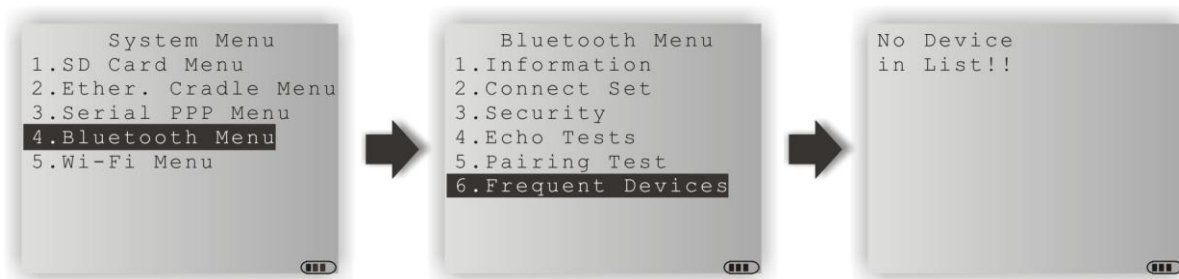 System Menu
1.SD Card Menu
2.Ether. Cradle Menu
3.Serial PPP Menu
4.Bluetooth Menu
5.Wi-Fi Menu
Bluetooth Menu
1.Information
2.Connect Set
3.Security
4.Echo Tests
5.Pairing Test
6.Frequent Devices
No Device
in List!!